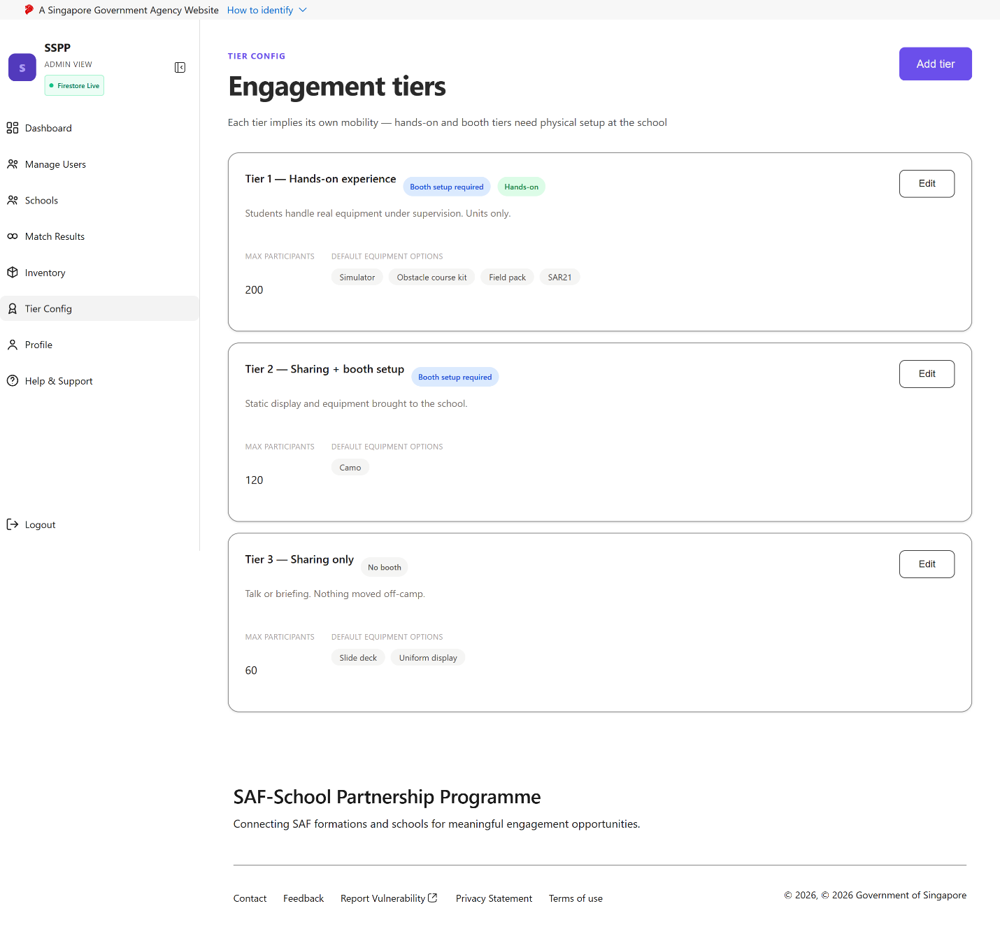 A Singapore Government Agency Website How to identify
S
SSPP
ADMIN VIEW
Firestore Live
Dashboard
Manage Users
Schools
Match Results
Inventory
Tier Config
Profile
Help & Support
Logout
TIER CONFIG
Engagement tiers
Each tier implies its own mobility — hands-on and booth tiers need physical setup at the school
Add tier
Tier 1 — Hands-on experience Booth setup required Hands-on
Edit
Students handle real equipment under supervision. Units only.
MAX PARTICIPANTS DEFAULT EQUIPMENT OPTIONS
Simulator Obstacle course kit Field pack SAR21
200
Tier 2 — Sharing + booth setup Booth setup required
Edit
Static display and equipment brought to the school.
MAX PARTICIPANTS DEFAULT EQUIPMENT OPTIONS
Camo
120
Tier 3 — Sharing only No booth
Edit
Talk or briefing. Nothing moved off-camp.
MAX PARTICIPANTS DEFAULT EQUIPMENT OPTIONS
Slide deck Uniform display
60
SAF-School Partnership Programme
Connecting SAF formations and schools for meaningful engagement opportunities.
Contact Feedback Report Vulnerability Privacy Statement Terms of use
© 2026, © 2026 Government of Singapore